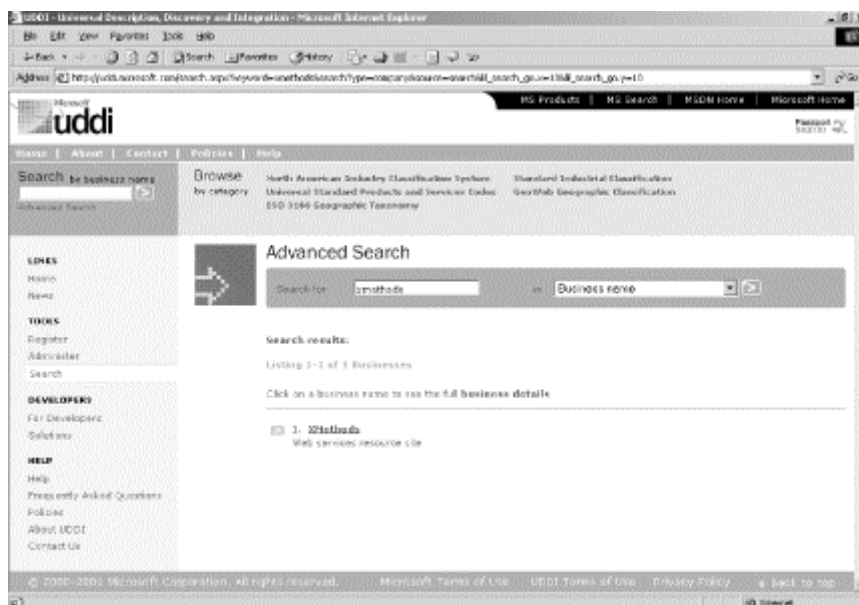 UDDI - Universal Description, Discovery and Integration - Microsoft Internet Explorer
File Edit View Favorites Tools Help
Back Search Favorites History
Address
MS Products | MS Search | MSDN Home | Microsoft Home
Microsoft
uddi
Passport
Home | About | Contact | Policies | Help
Search by business name
Advanced Search
Browse
by category
North American Industry Classification System
Universal Standard Products and Services Codes
ISO 3166 Geographic Taxonomy
Standard Industrial Classification
GeoWeb Geographic Classification
LINKS
Home
News
TOOLS
Register
Administer
Search
DEVELOPERS
For Developers
Solutions
HELP
Help
Frequently Asked Questions
Policies
About UDDI
Contact Us
Advanced Search
Search for xmethods in Business name
Search results:
Listing 1-1 of 1 Businesses
Click on a business name to see the full business details
1. XMethods
Web services resource site
© 2000-2001 Microsoft Corporation. All rights reserved. Microsoft Terms of Use UDDI Terms of Use Privacy Policy back to top
Internet